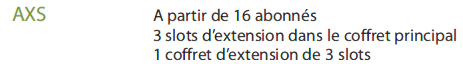 AXS A partir de 16 abonnés
3 slots d'extension dans le coffret principal
1 coffret d'extension de 3 slots